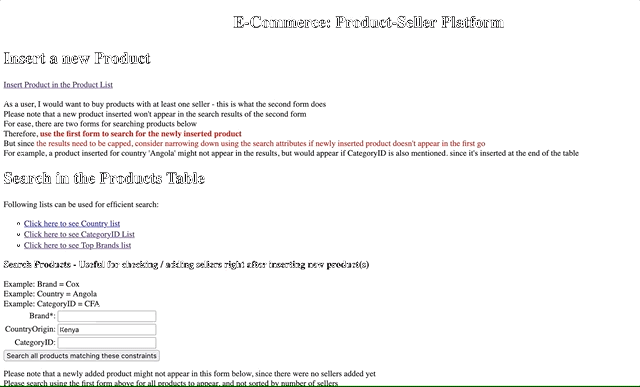 E-Commerce: Product-Seller Platform
Insert a new Product
Insert Product in the Product List
As a user, I would want to buy products with at least one seller - this is what the second form does
Please note that a new product inserted won't appear in the search results of the second form
For ease, there are two forms for searching products below
Therefore, use the first form to search for the newly inserted product
But since the results need to be capped, consider narrowing down using the search attributes if newly inserted product doesn't appear in the first go
For example, a product inserted for country 'Angola' might not appear in the results, but would appear if CategoryID is also mentioned. since it's inserted at the end of the table
Search in the Products Table
Following lists can be used for efficient search:
Click here to see Country list
Click here to see CategoryID List
Click here to see Top Brands list
Search Products - Useful for checking / adding sellers right after inserting new product(s)
Example: Brand = Cox
Example: Country = Angola
Example: CategoryID = CFA
Brand*:
CountryOrigin: Kenya
CategoryID:
Search all products matching these constraints
Please note that a newly added product might not appear in this form below, since there were no sellers added yet
Please search using the first form above for all products to appear, and not sorted by number of sellers